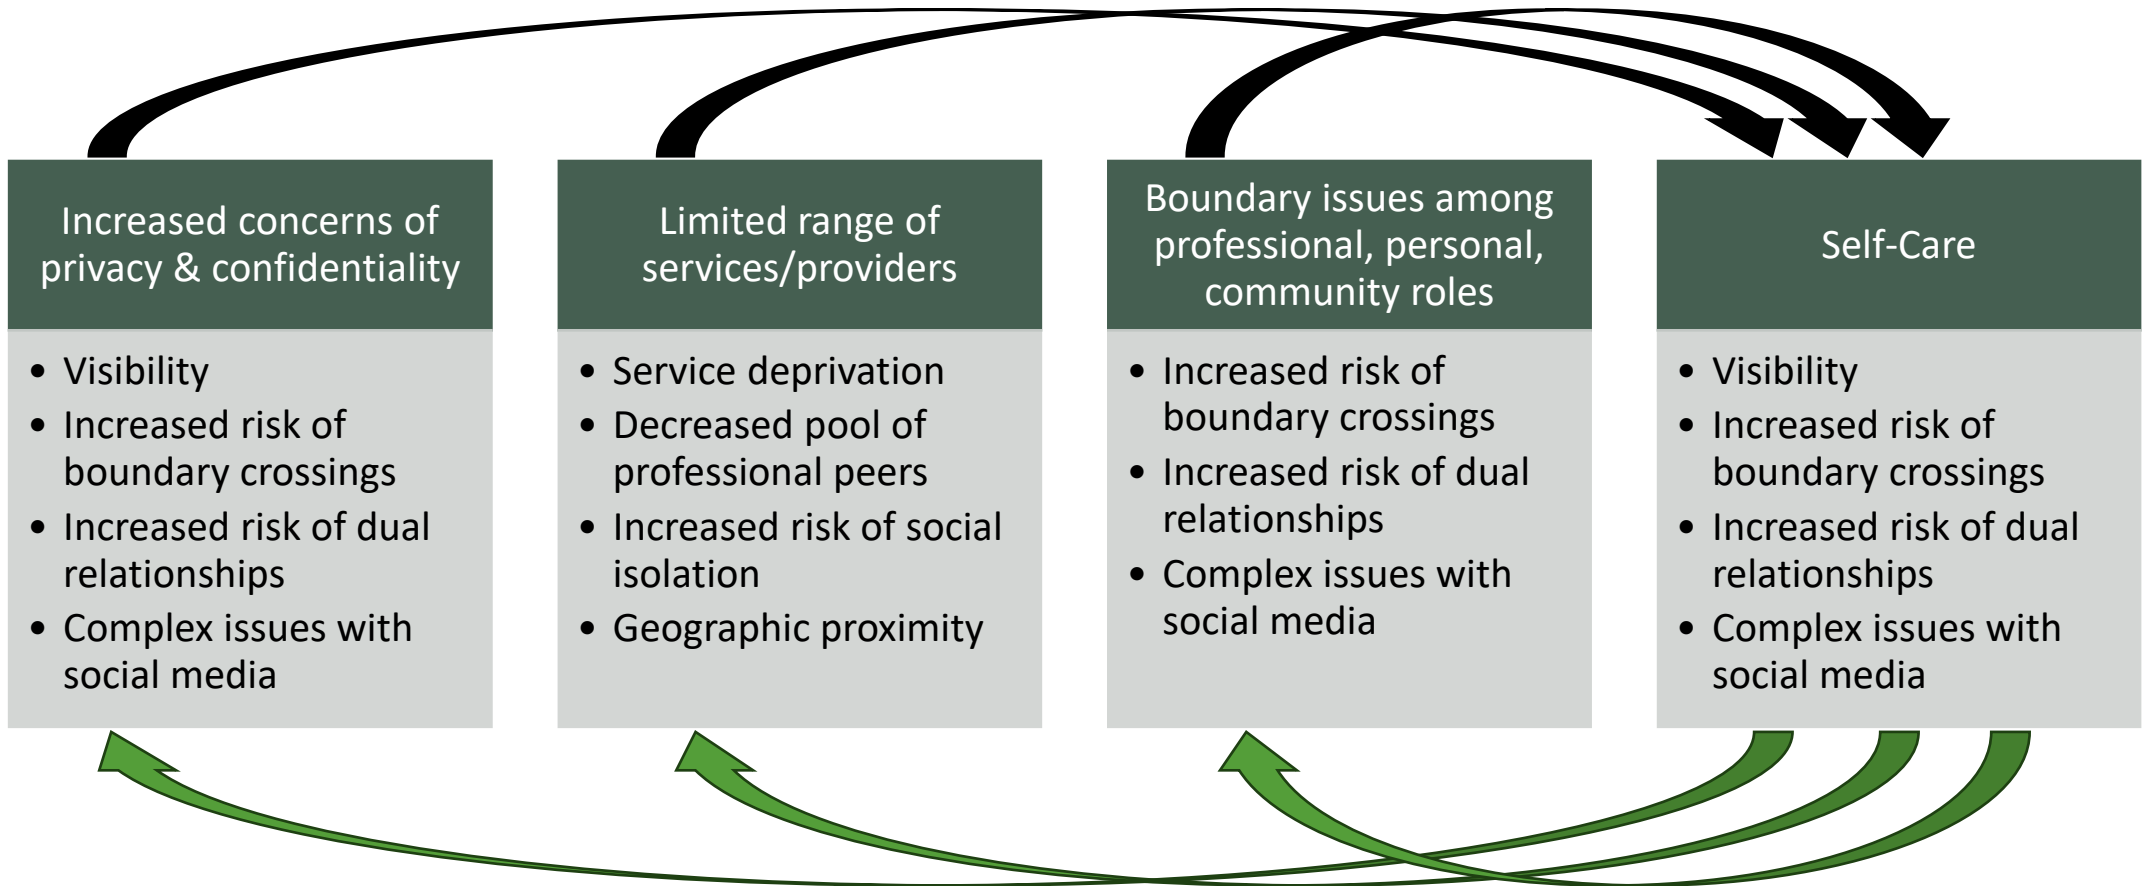 Increased concerns of
privacy & confidentiality
• Visibility
• Increased risk of
boundary crossings
• Increased risk of dual
relationships
• Complex issues with
social media
Limited range of
services/providers
• Service deprivation
• Decreased pool of
professional peers
• Increased risk of social
isolation
• Geographic proximity
Boundary issues among
professional, personal,
community roles
• Increased risk of
boundary crossings
• Increased risk of dual
relationships
• Complex issues with
social media
Self-Care
• Visibility
• Increased risk of
boundary crossings
• Increased risk of dual
relationships
• Complex issues with
social media